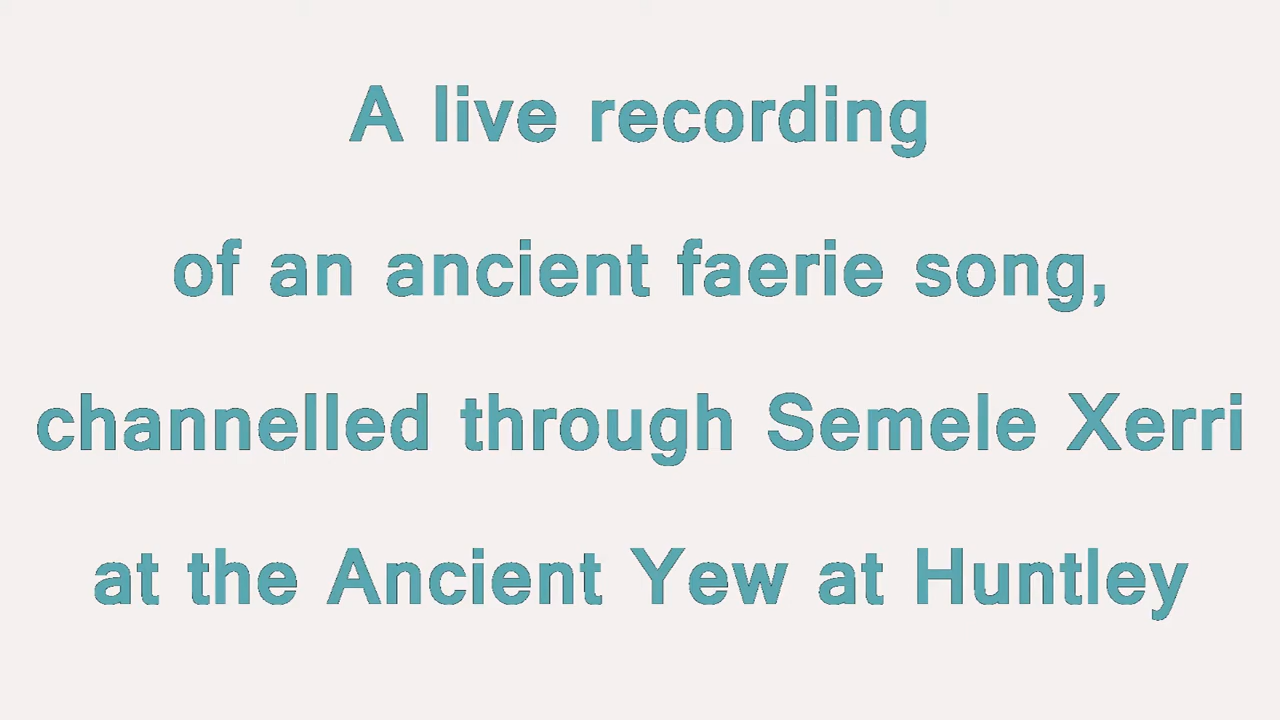 A live recording
of an ancient faerie song,
channelled through Semele Xerri
at the Ancient Yew at Huntley